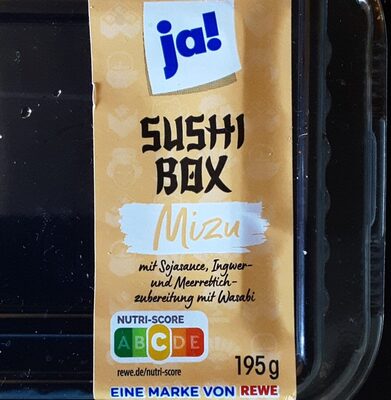 ja!
SUSHI
BOX
Mizu
mit Sojasauce, Ingwer-
und Meerrettich-
zubereitung mit Wasabi
NUTRI-SCORE
A B C D E
rewe.de/nutri-score
195g
EINE MARKE VON REWE